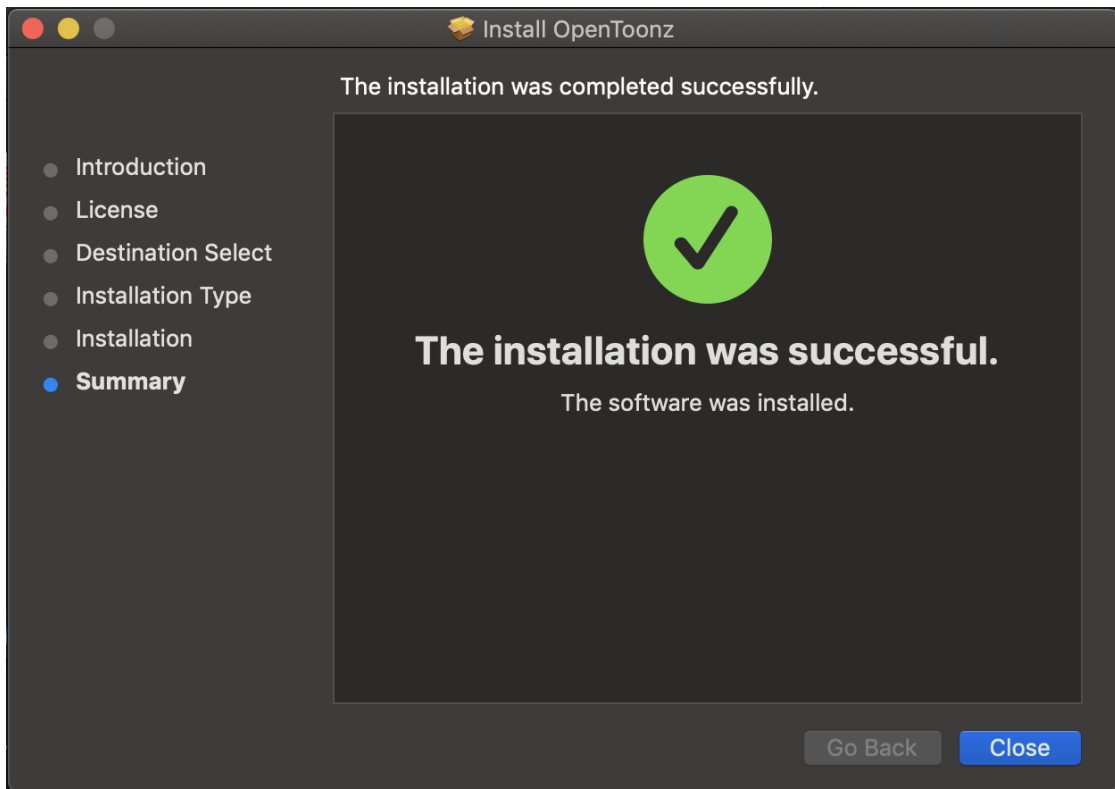 Install OpenToonz
The installation was completed successfully.
Introduction
License
Destination Select
Installation Type
Installation
Summary
The installation was successful.
The software was installed.
Go Back
Close